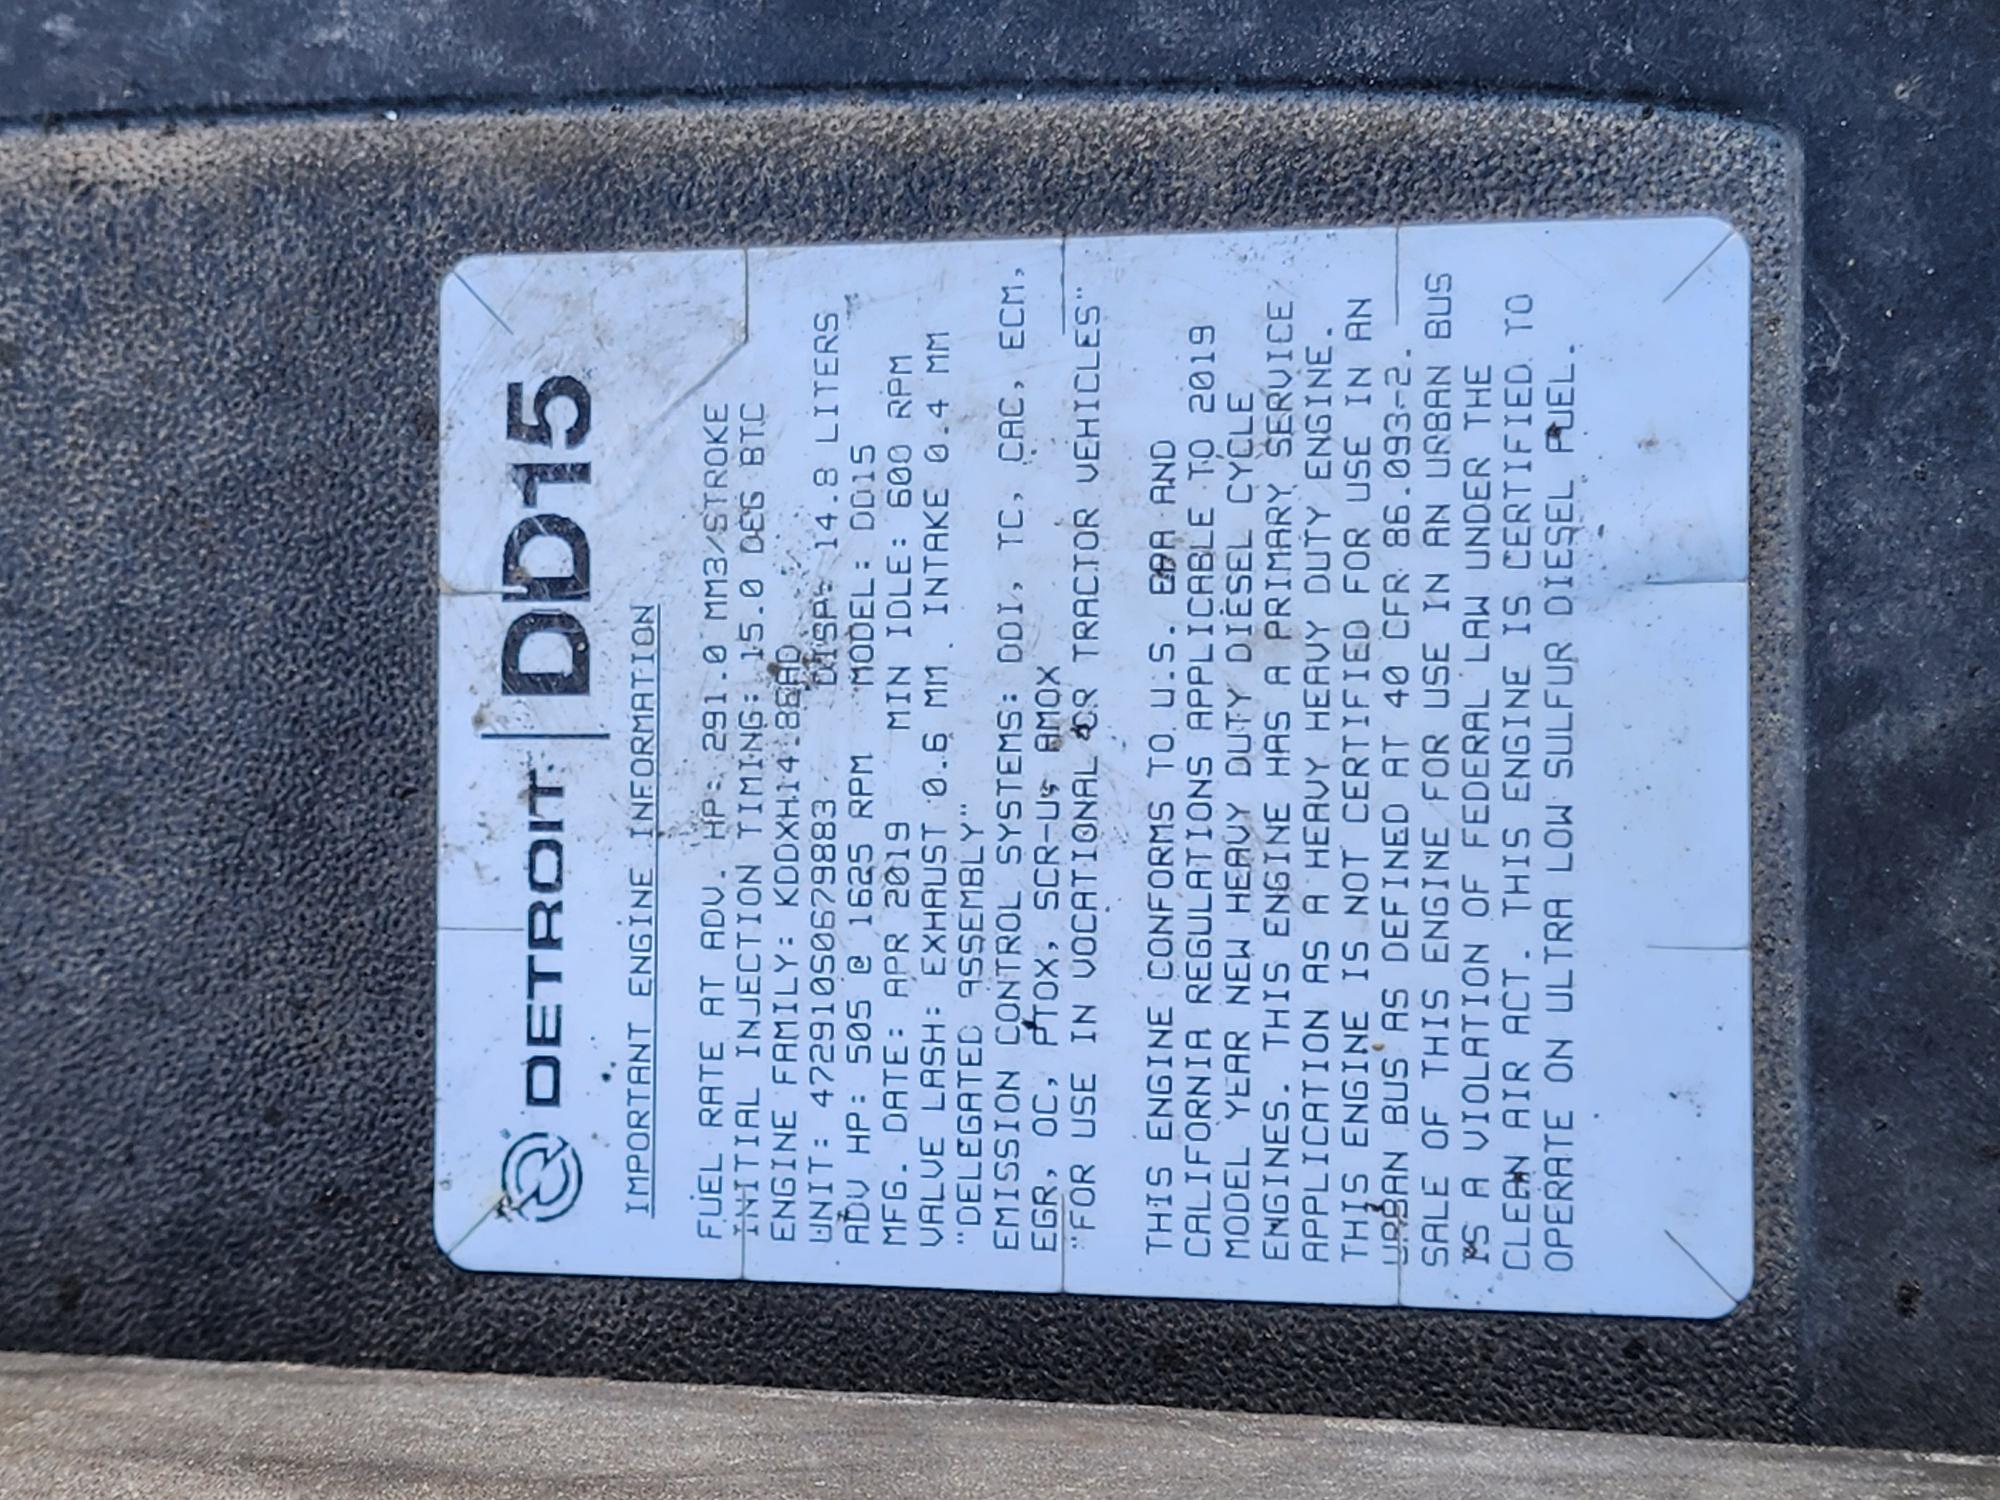 DETROIT DD15
IMPORTANT ENGINE INFORMATION
FUEL RATE AT ADV. HP: 291.0 MM3/STROKE
INITIAL INJECTION TIMING: 15.0 DEG BTC
ENGINE FAMILY: KDDXH14.8EAD
UNIT: 472910S0679883 DISP: 14.8 LITERS
ADV HP: 505 @ 1625 RPM MODEL: DD15
MFG. DATE: APR 2019 MIN IDLE: 600 RPM
VALVE LASH: EXHAUST 0.6 MM. INTAKE 0.4 MM
"DELEGATED ASSEMBLY"
EMISSION CONTROL SYSTEMS: DDI, TC, CAC, ECM,
EGR, OC, PTOX, SCR-US AMOX
"FOR USE IN VOCATIONAL OR TRACTOR VEHICLES"
THIS ENGINE CONFORMS TO U.S. EPA AND
CALIFORNIA REGULATIONS APPLICABLE TO 2019
MODEL YEAR NEW HEAVY DUTY DIESEL CYCLE
ENGINES. THIS ENGINE HAS A PRIMARY SERVICE
APPLICATION AS A HEAVY HEAVY DUTY ENGINE.
THIS ENGINE IS NOT CERTIFIED FOR USE IN AN
URBAN BUS AS DEFINED AT 40 CFR 86.093-2.
SALE OF THIS ENGINE FOR USE IN AN URBAN BUS
IS A VIOLATION OF FEDERAL LAW UNDER THE
CLEAN AIR ACT. THIS ENGINE IS CERTIFIED TO
OPERATE ON ULTRA LOW SULFUR DIESEL FUEL.